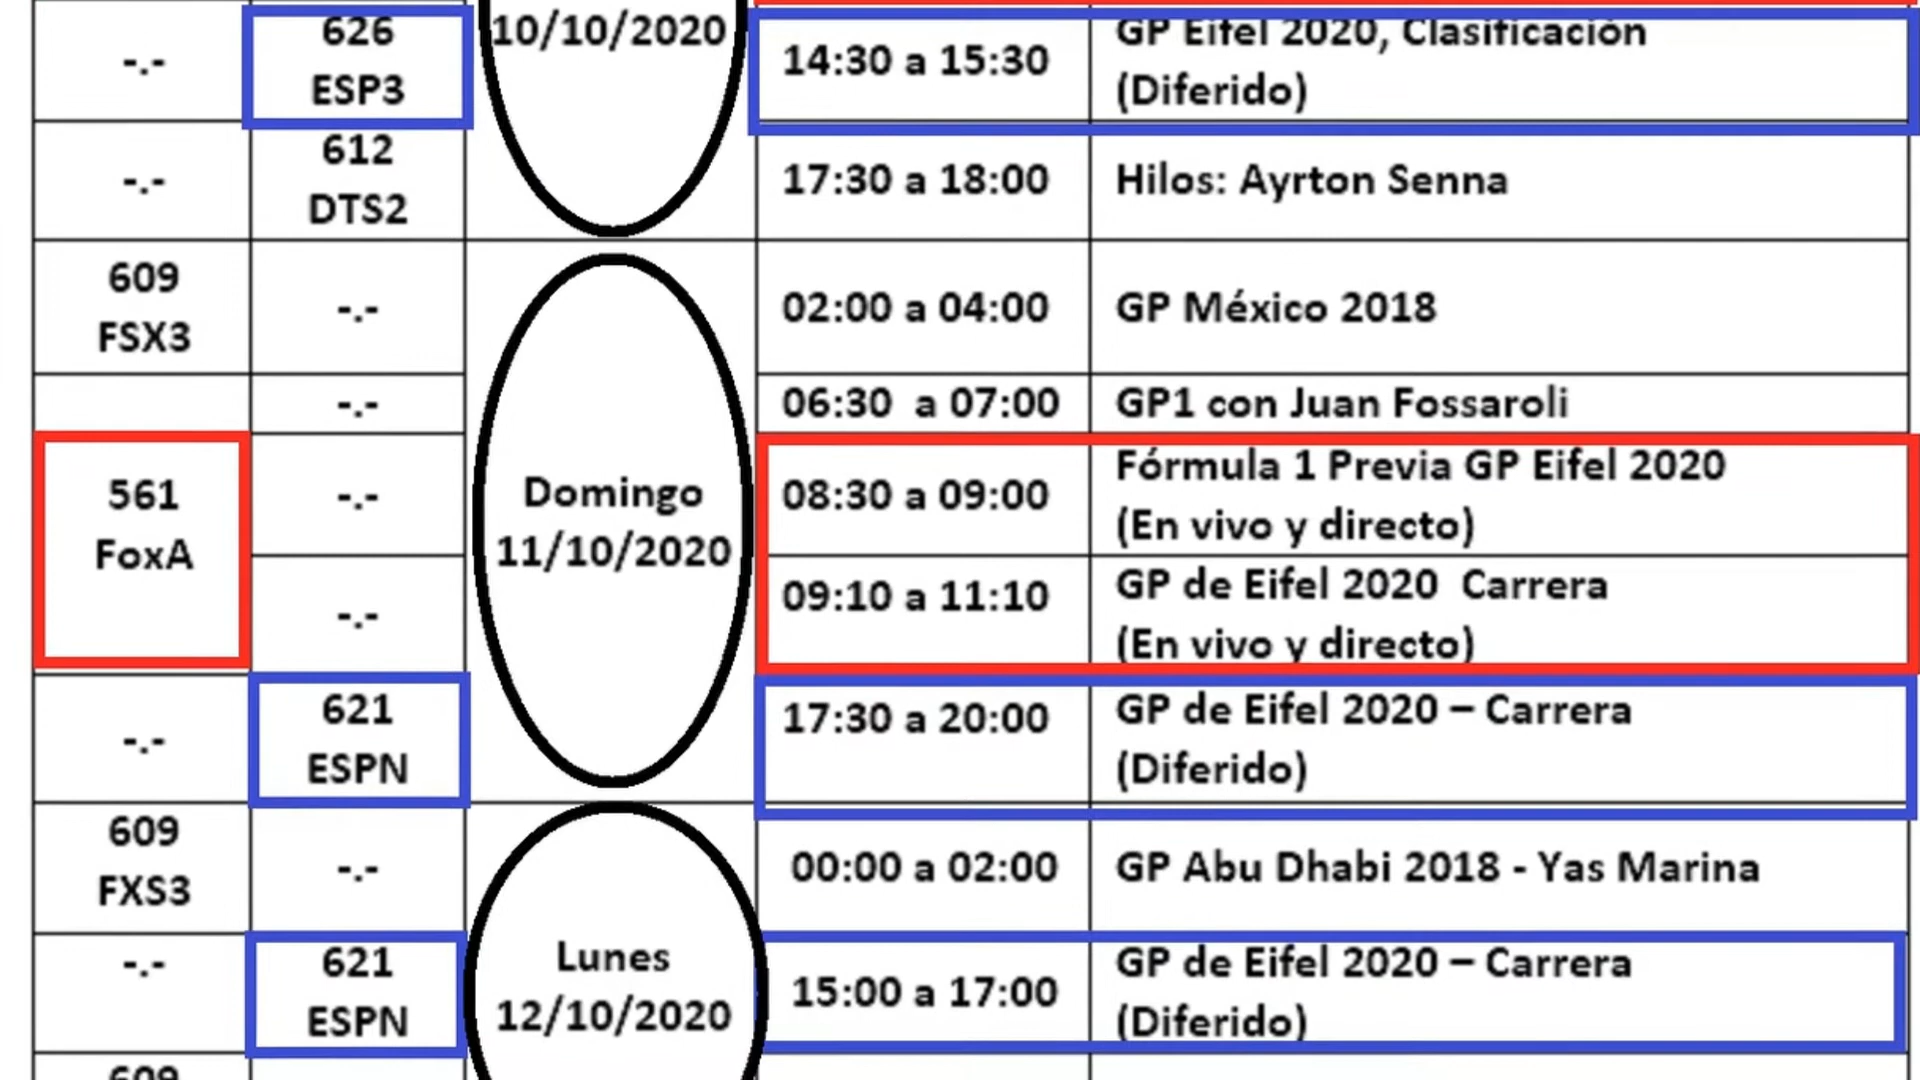 -.-
626
ESP3
10/10/2020
14:30 a 15:30
GP Eifel 2020, Clasificación
(Diferido)
-.-
612
DTS2
17:30 a 18:00
Hilos: Ayrton Senna
609
FSX3
-.-
Domingo
11/10/2020
02:00 a 04:00
GP México 2018
-.-
06:30 a 07:00
GP1 con Juan Fossaroli
561
FoxA
-.-
08:30 a 09:00
Fórmula 1 Previa GP Eifel 2020
(En vivo y directo)
-.-
09:10 a 11:10
GP de Eifel 2020 Carrera
(En vivo y directo)
-.-
621
ESPN
17:30 a 20:00
GP de Eifel 2020 – Carrera
(Diferido)
609
FXS3
-.-
Lunes
12/10/2020
00:00 a 02:00
GP Abu Dhabi 2018 - Yas Marina
-.-
621
ESPN
15:00 a 17:00
GP de Eifel 2020 – Carrera
(Diferido)
609